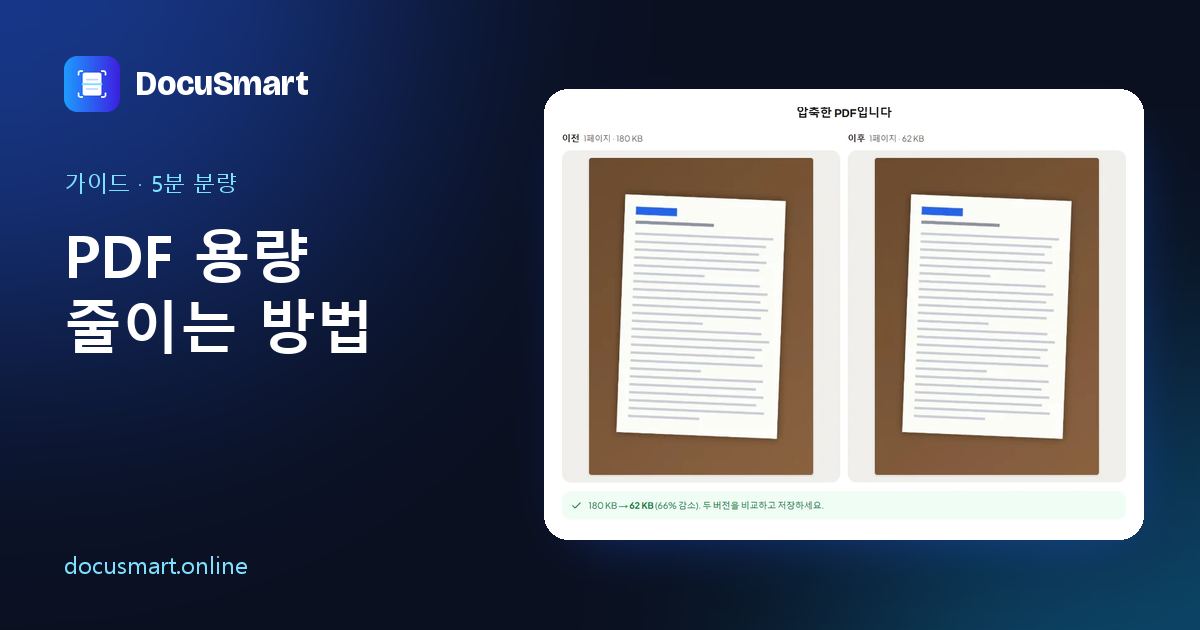 DocuSmart
가이드 · 5분 분량
PDF 용량
줄이는 방법
docusmart.online
압축한 PDF입니다
이전 1페이지 · 180 KB
이후 1페이지 · 62 KB
180 KB → 62 KB (66% 감소). 두 버전을 비교하고 저장하세요.